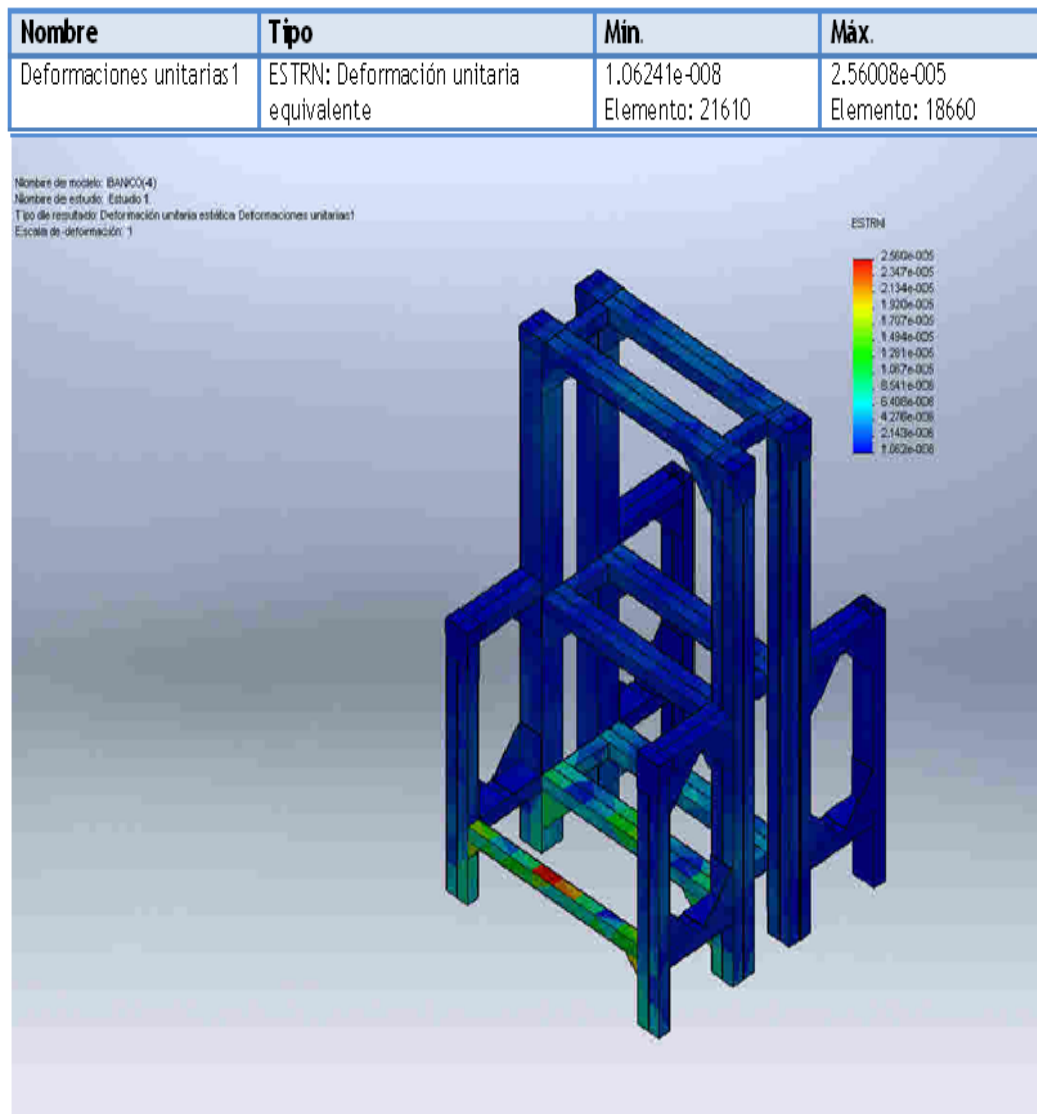 Nombre Tipo Mín. Máx.
Deformaciones unitarias1 ESTRN: Deformación unitaria equivalente 1.06241e-008 Elemento: 21610 2.56008e-005 Elemento: 18660
Nombre de modelo: BANCO(-4)
Nombre de estudio: Estudio 1
Tipo de resultado: Deformación unitaria estática Deformaciones unitarias1
Escala de deformación: 1
ESTRN
2.560e-005
2.347e-005
2.134e-005
1.920e-005
1.707e-005
1.494e-005
1.281e-005
1.067e-005
8.541e-006
6.408e-006
4.276e-006
2.143e-006
1.062e-008